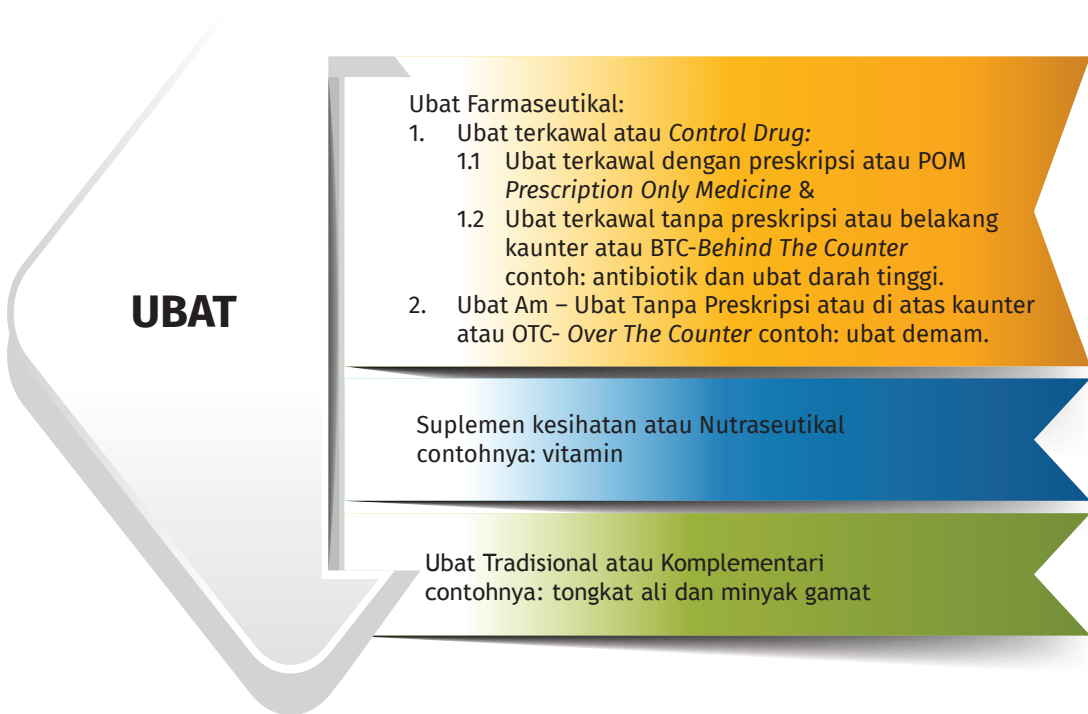 UBAT
Ubat Farmaseutikal:
1. Ubat terkawal atau Control Drug:
1.1 Ubat terkawal dengan preskripsi atau POM
Prescription Only Medicine &
1.2 Ubat terkawal tanpa preskripsi atau belakang
kaunter atau BTC-Behind The Counter
contoh: antibiotik dan ubat darah tinggi.
2. Ubat Am – Ubat Tanpa Preskripsi atau di atas kaunter
atau OTC- Over The Counter contoh: ubat demam.
Suplemen kesihatan atau Nutraseutikal
contohnya: vitamin
Ubat Tradisional atau Komplementari
contohnya: tongkat ali dan minyak gamat